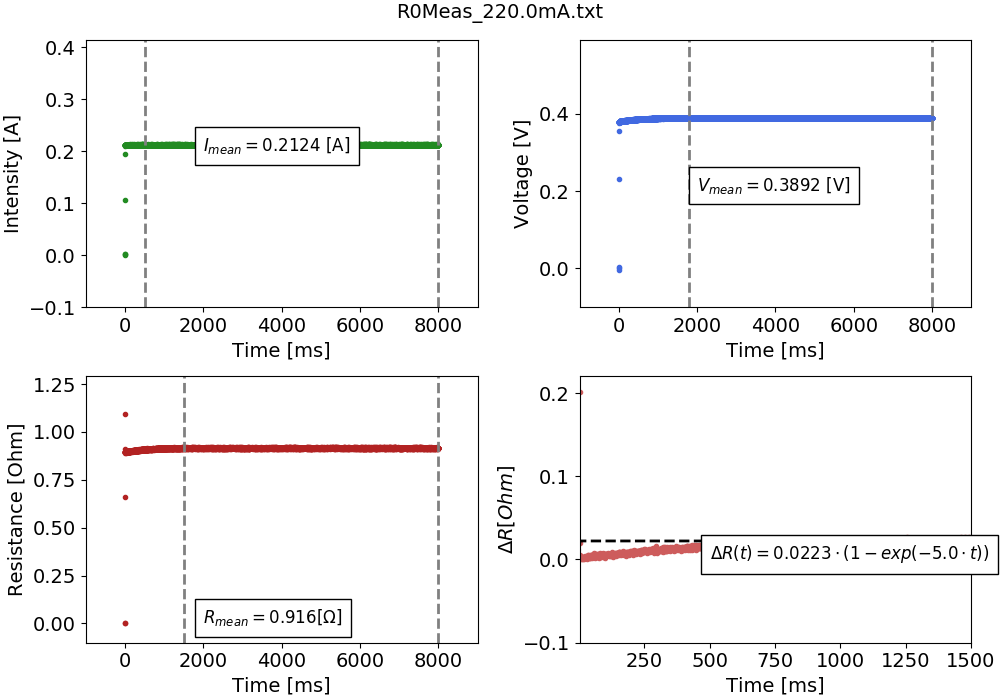 R0Meas_220.0mA.txt
0.4
0.3
0.2
0.1
0.0
−0.1
Intensity [A]
I_mean = 0.2124 [A]
0 2000 4000 6000 8000
Time [ms]
0.4
0.2
0.0
Voltage [V]
V_mean = 0.3892 [V]
0 2000 4000 6000 8000
Time [ms]
1.25
1.00
0.75
0.50
0.25
0.00
Resistance [Ohm]
R_mean = 0.916[Ω]
0 2000 4000 6000 8000
Time [ms]
0.2
0.1
0.0
−0.1
ΔR[Ohm]
ΔR(t) = 0.0223 · (1 − exp(−5.0 · t))
250 500 750 1000 1250 1500
Time [ms]